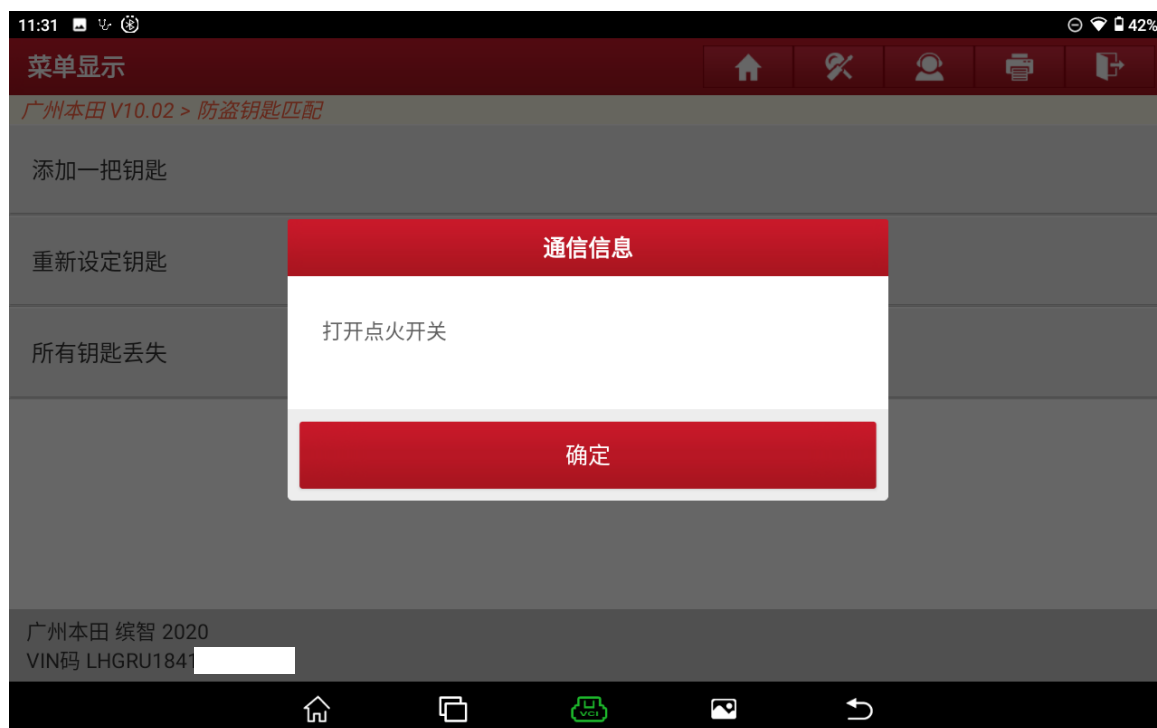 11:31
42%
菜单显示
广州本田 V10.02 > 防盗钥匙匹配
添加一把钥匙
重新设定钥匙
所有钥匙丢失
通信信息
打开点火开关
确定
广州本田 缤智 2020
VIN码 LHGRU1841
VCI